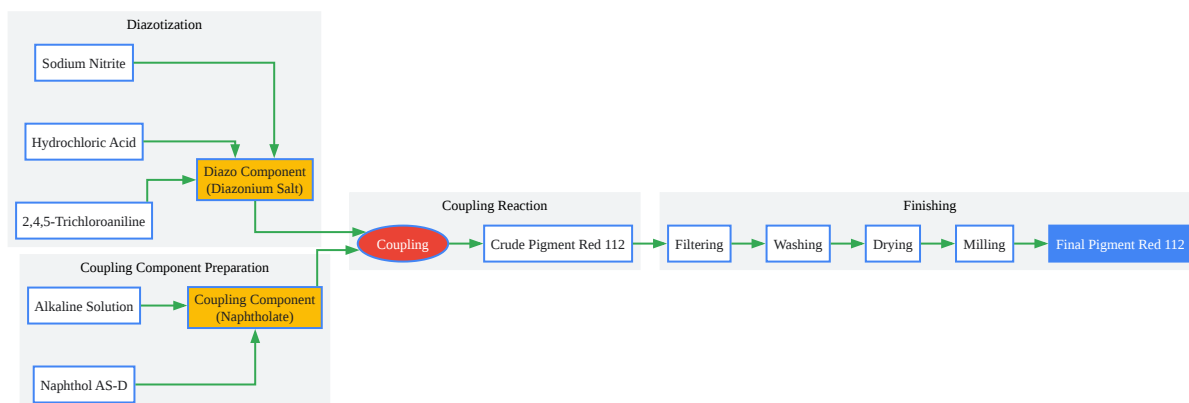 Diazotization
Sodium Nitrite
Hydrochloric Acid
2,4,5-Trichloroaniline
Diazo Component
(Diazonium Salt)
Coupling Component Preparation
Alkaline Solution
Naphthol AS-D
Coupling Component
(Naphtholate)
Coupling Reaction
Coupling
Crude Pigment Red 112
Finishing
Filtering
Washing
Drying
Milling
Final Pigment Red 112